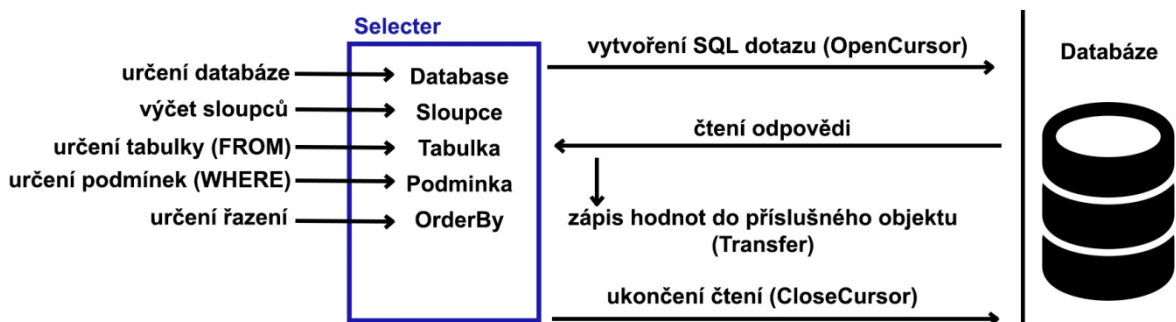 Selecter
určení databáze
výčet sloupců
určení tabulky (FROM)
určení podmínek (WHERE)
určení řazení
Database
Sloupce
Tabulka
Podminka
OrderBy
vytvoření SQL dotazu (OpenCursor)
čtení odpovědi
zápis hodnot do příslušného objektu
(Transfer)
ukončení čtení (CloseCursor)
Databáze